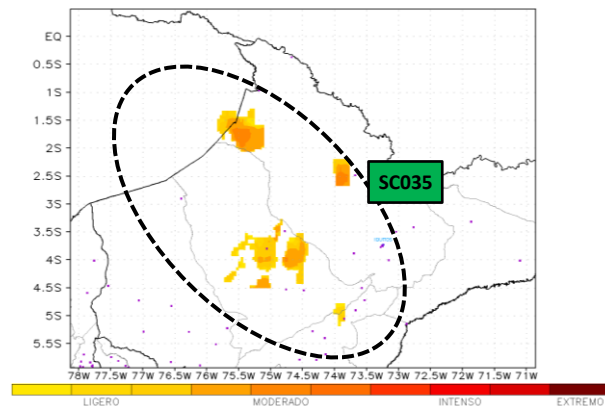 EQ
0.5S
1S
1.5S
2S
2.5S
3S
3.5S
4S
4.5S
5S
5.5S
SC035
78W 77.5W 77W 76.5W 76W 75.5W 75W 74.5W 74W 73.5W 73W 72.5W 72W 71.5W 71W
LIGERO MODERADO INTENSO EXTREMO